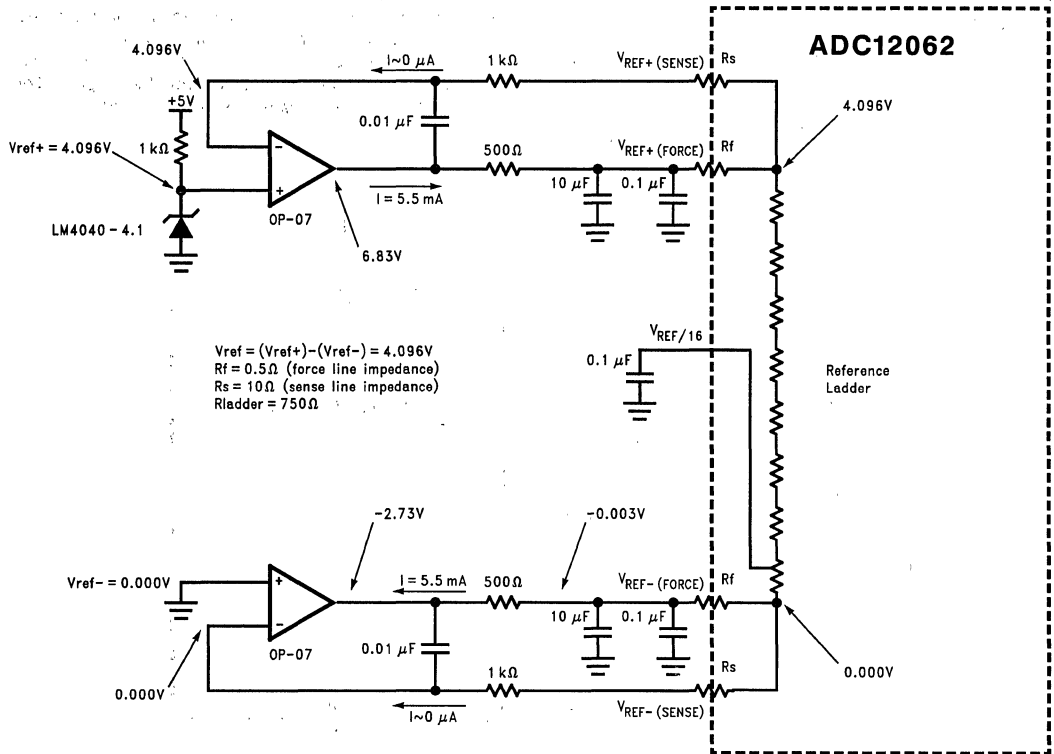 ADC12062
4.096V
I~0 μA
1 kΩ
VREF+ (SENSE)
Rs
+5V
0.01 μF
4.096V
Vref+ = 4.096V
1 kΩ
500Ω
VREF+ (FORCE)
Rf
−
+
10 μF
0.1 μF
I = 5.5 mA
OP-07
LM4040-4.1
6.83V
VREF/16
0.1 μF
Vref = (Vref+)-(Vref-) = 4.096V
Rf = 0.5Ω (force line impedance)
Rs = 10Ω (sense line impedance)
Rladder = 750Ω
Reference
Ladder
-2.73V
-0.003V
Vref- = 0.000V
+
−
I = 5.5 mA
500Ω
VREF- (FORCE)
Rf
10 μF
0.1 μF
OP-07
0.01 μF
0.000V
1 kΩ
Rs
0.000V
I~0 μA
VREF- (SENSE)